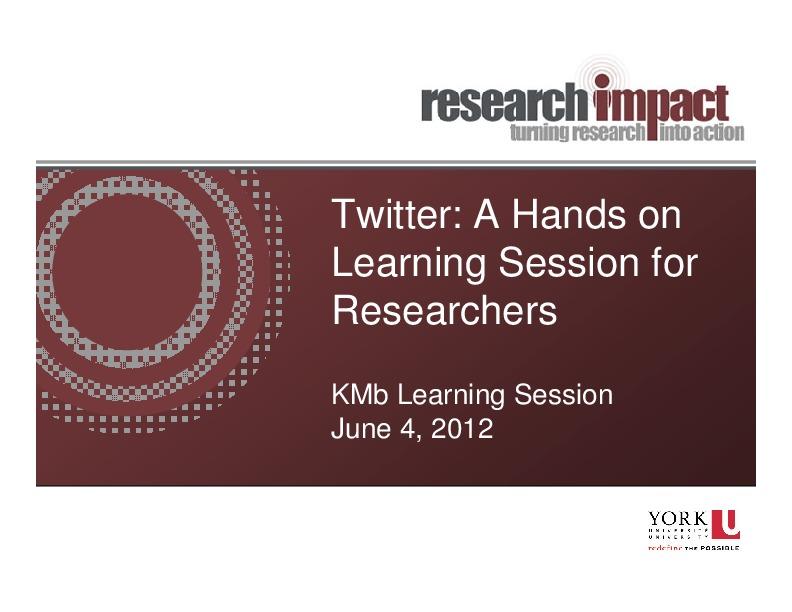 researchimpact
turning research into action
Twitter: A Hands on
Learning Session for
Researchers
KMb Learning Session
June 4, 2012
YORK U
UNIVERSITÉ
UNIVERSITY
redefine THE POSSIBLE